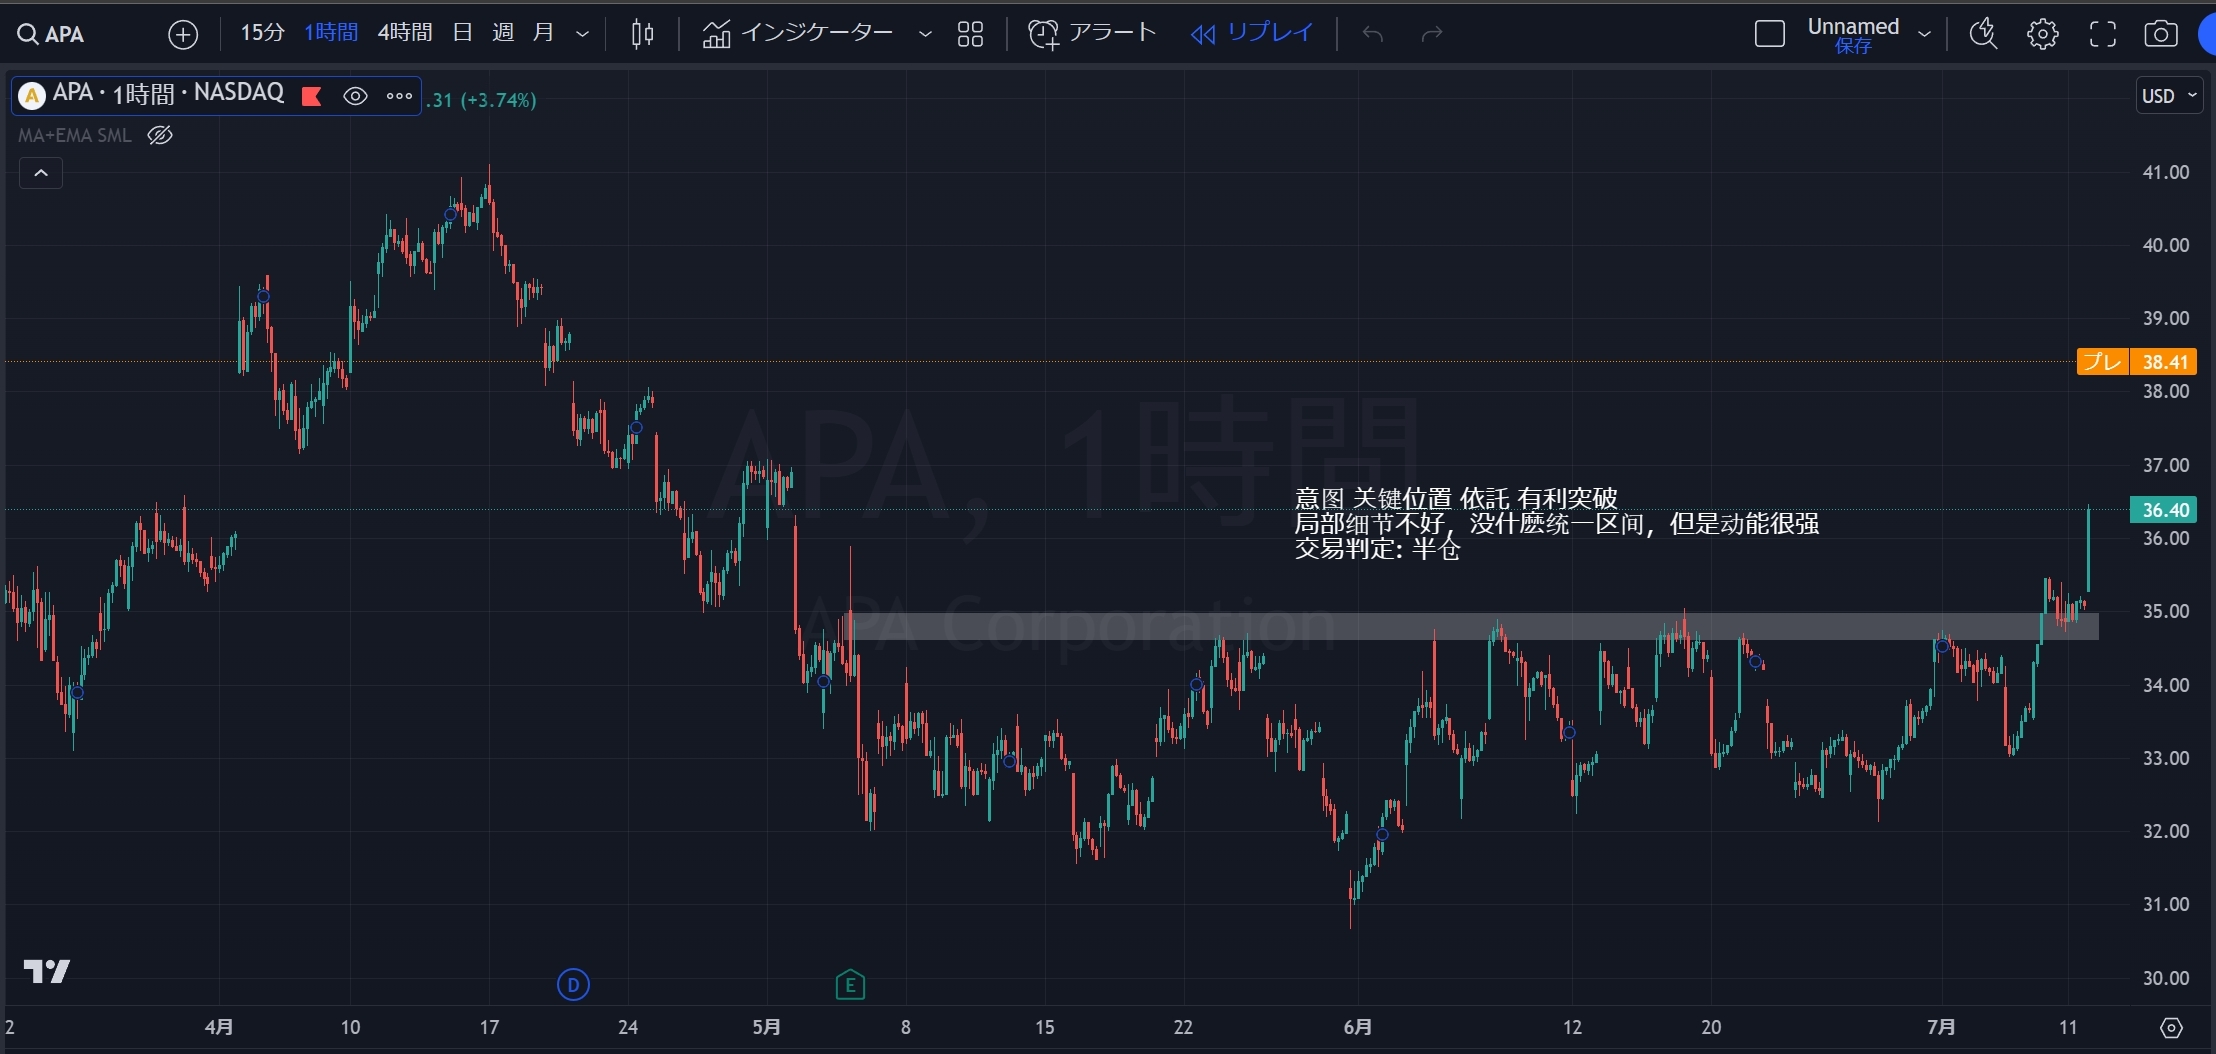 APA
15分 1時間 4時間 日 週 月
インジケーター
アラート
リプレイ
Unnamed
保存
A APA · 1時間 · NASDAQ
.31 (+3.74%)
USD
MA+EMA SML
41.00
40.00
39.00
プレ 38.41
38.00
37.00
APA, 1時間
意图 关键位置 依託 有利突破
局部细节不好，没什麽统一区间，但是动能很强
交易判定: 半仓
36.40
36.00
35.00
APA Corporation
34.00
33.00
32.00
31.00
30.00
D
E
2 4月 10 17 24 5月 8 15 22 6月 12 20 7月 11